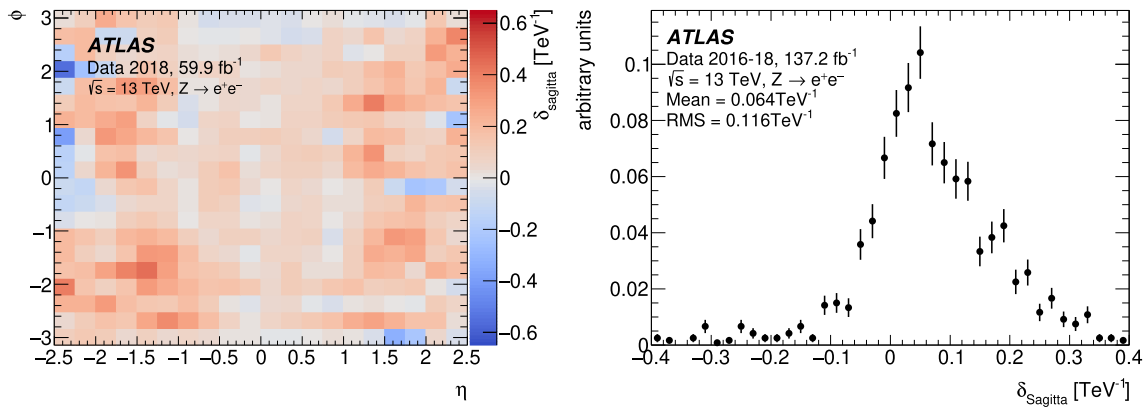 ϕ
3
2
1
0
−1
−2
−3
ATLAS
Data 2018, 59.9 fb-1
√s = 13 TeV, Z → e+e−
−2.5 −2 −1.5 −1 −0.5 0 0.5 1 1.5 2 2.5
η
0.6
0.4
0.2
0
−0.2
−0.4
−0.6
δsagitta [TeV-1]
arbitrary units
0.1
0.08
0.06
0.04
0.02
0
ATLAS
Data 2016-18, 137.2 fb-1
√s = 13 TeV, Z → e+e−
Mean = 0.064TeV-1
RMS = 0.116TeV-1
−0.4 −0.3 −0.2 −0.1 0 0.1 0.2 0.3 0.4
δSagitta [TeV-1]